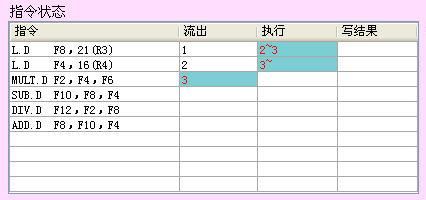 指令状态
指令 流出 执行 写结果
L.D F8，21(R3) 1 2~3
L.D F4，16(R4) 2 3~
MULT.D F2，F4，F6 3
SUB.D F10，F8，F4
DIV.D F12，F2，F8
ADD.D F8，F10，F4